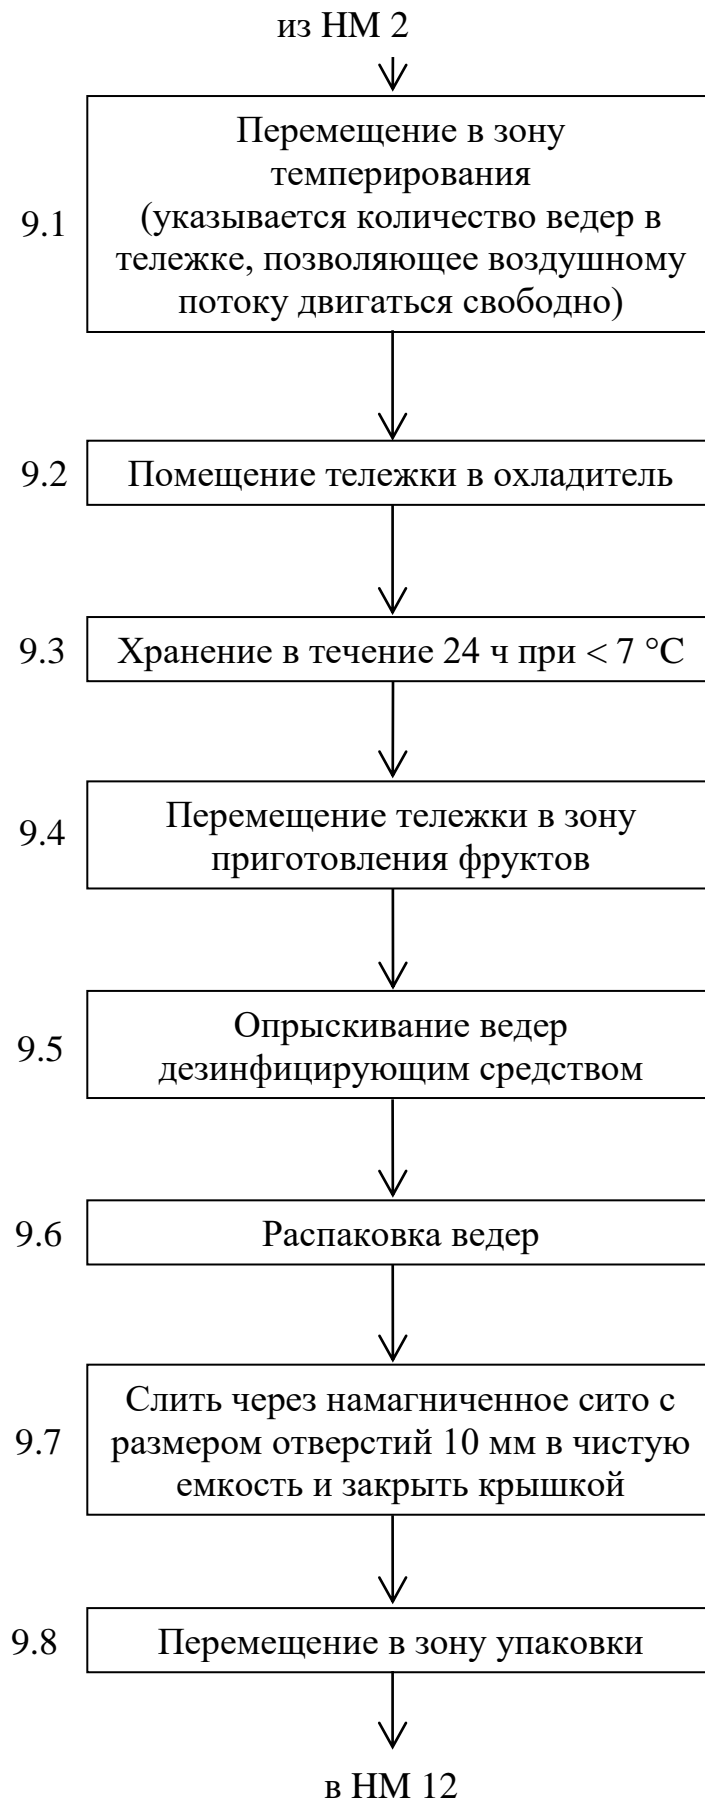 из НМ 2
Перемещение в зону
темперирования
9.1
(указывается количество ведер в
тележке, позволяющее воздушному
потоку двигаться свободно)
9.2
Помещение тележки в охладитель
9.3
Хранение в течение 24 ч при < 7 °C
9.4
Перемещение тележки в зону
приготовления фруктов
9.5
Опрыскивание ведер
дезинфицирующим средством
9.6
Распаковка ведер
9.7
Слить через намагниченное сито с
размером отверстий 10 мм в чистую
емкость и закрыть крышкой
9.8
Перемещение в зону упаковки
в НМ 12